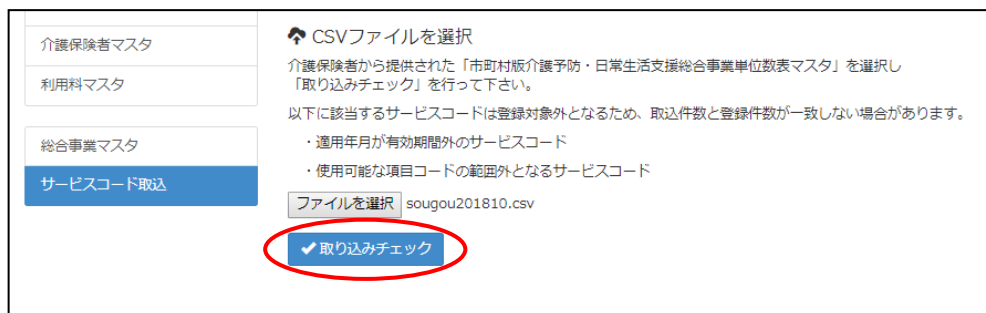 介護保険者マスタ
利用料マスタ
総合事業マスタ
サービスコード取込
CSVファイルを選択
介護保険者から提供された「市町村版介護予防・日常生活支援総合事業単位数表マスタ」を選択し
「取り込みチェック」を行って下さい。
以下に該当するサービスコードは登録対象外となるため、取込件数と登録件数が一致しない場合があります。
・適用年月が有効期間外のサービスコード
・使用可能な項目コードの範囲外となるサービスコード
ファイルを選択 sougou201810.csv
取り込みチェック